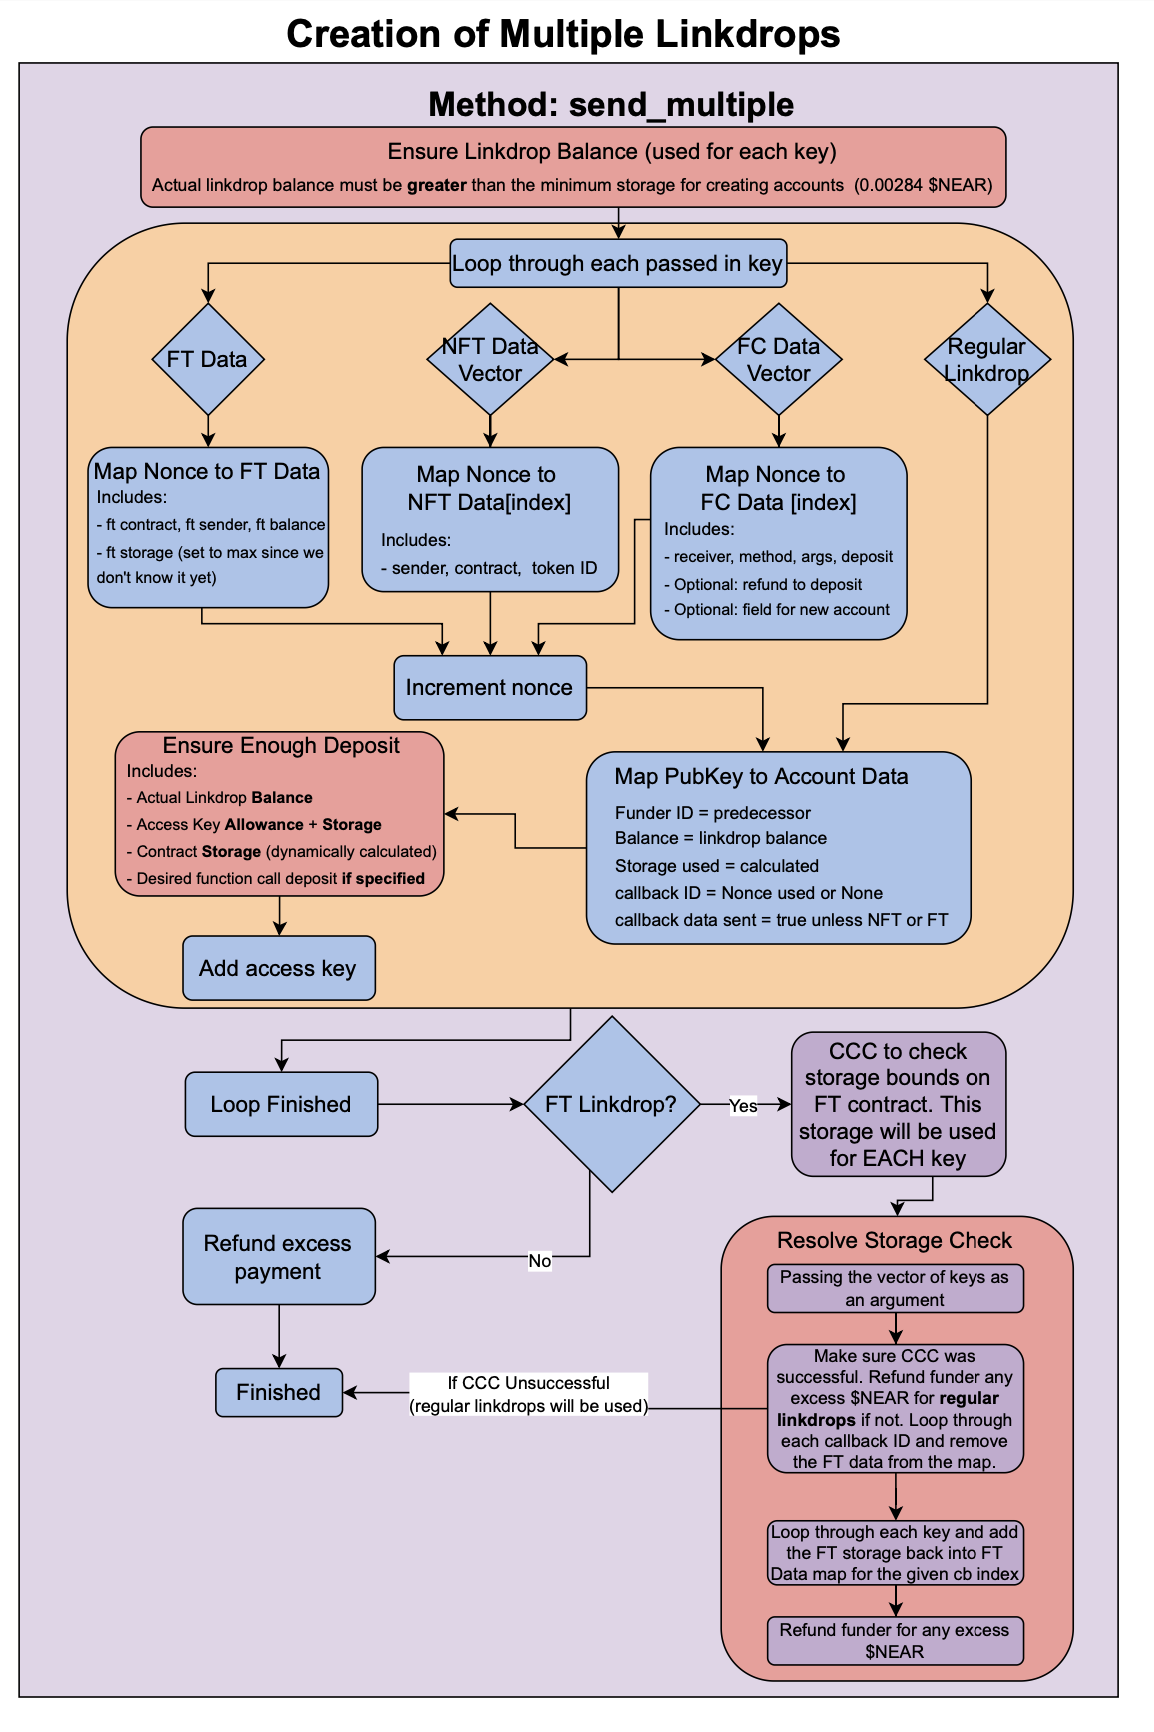 Creation of Multiple Linkdrops
Method: send_multiple
Ensure Linkdrop Balance (used for each key)
Actual linkdrop balance must be greater than the minimum storage for creating accounts (0.00284 $NEAR)
Loop through each passed in key
FT Data
NFT Data
Vector
FC Data
Vector
Regular
Linkdrop
Map Nonce to FT Data
Includes:
- ft contract, ft sender, ft balance
- ft storage (set to max since we
don't know it yet)
Map Nonce to
NFT Data[index]
Includes:
- sender, contract, token ID
Map Nonce to
FC Data [index]
Includes:
- receiver, method, args, deposit
- Optional: refund to deposit
- Optional: field for new account
Increment nonce
Ensure Enough Deposit
Includes:
- Actual Linkdrop Balance
- Access Key Allowance + Storage
- Contract Storage (dynamically calculated)
- Desired function call deposit if specified
Map PubKey to Account Data
Funder ID = predecessor
Balance = linkdrop balance
Storage used = calculated
callback ID = Nonce used or None
callback data sent = true unless NFT or FT
Add access key
Loop Finished
FT Linkdrop?
Yes
CCC to check
storage bounds on
FT contract. This
storage will be used
for EACH key
Refund excess
payment
No
Resolve Storage Check
Passing the vector of keys as
an argument
Make sure CCC was
successful. Refund funder any
excess $NEAR for regular
linkdrops if not. Loop through
each callback ID and remove
the FT data from the map.
If CCC Unsuccessful
(regular linkdrops will be used)
Finished
Loop through each key and add
the FT storage back into FT
Data map for the given cb index
Refund funder for any excess
$NEAR